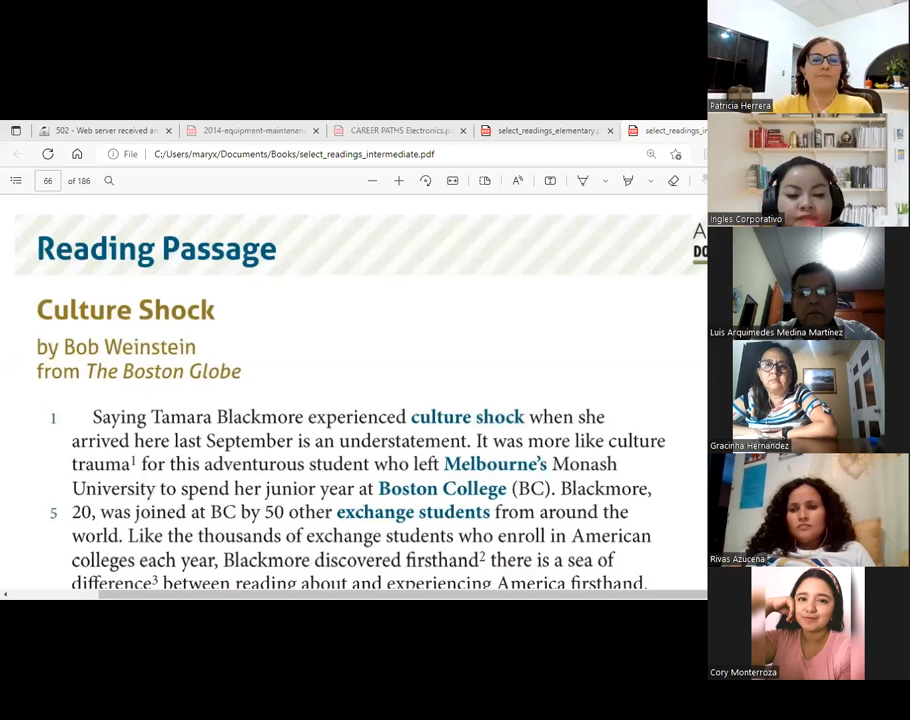 502 - Web server received an
2014-equipment-maintenan
CAREER PATHS Electronics.p
select_readings_elementary.p
select_readings_in
File
C:/Users/maryx/Documents/Books/select_readings_intermediate.pdf
66
of 186
Reading Passage
DO
Culture Shock
by Bob Weinstein
from The Boston Globe
1 Saying Tamara Blackmore experienced culture shock when she
arrived here last September is an understatement. It was more like culture
trauma¹ for this adventurous student who left Melbourne's Monash
University to spend her junior year at Boston College (BC). Blackmore,
5 20, was joined at BC by 50 other exchange students from around the
world. Like the thousands of exchange students who enroll in American
colleges each year, Blackmore discovered firsthand² there is a sea of
difference³ between reading about and experiencing America firsthand.
Patricia Herrera
Ingles Corporativo
Luis Arquimedes Medina Martínez
Gracinha Hernandez
Rivas Azucena
Cory Monterroza